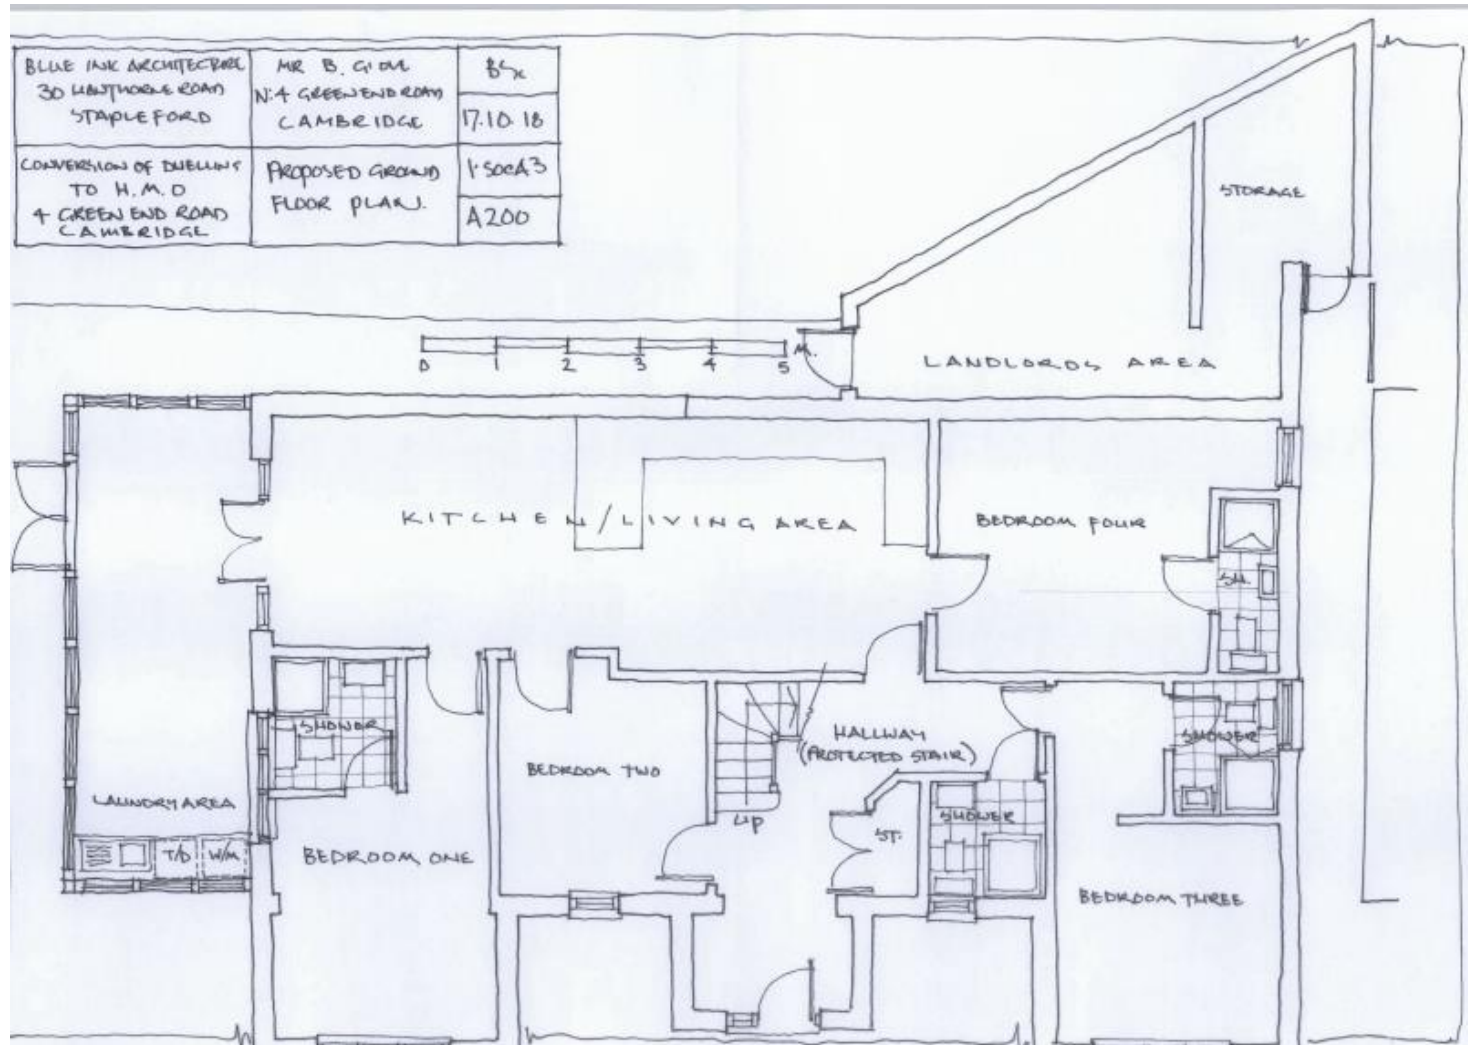 BLUE INK ARCHITECTURE
30 HAWTHORNE ROAD
STAPLEFORD
MR B.
N:4 GREEN END ROAD
CAMBRIDGE
17.10.18
CONVERSION OF DWELLING
TO H.M.O
4 GREEN END ROAD
CAMBRIDGE
PROPOSED GROUND
FLOOR PLAN.
1:50@A3
A200
STORAGE
0 1 2 3 4 5 M.
LANDLORDS AREA
KITCHEN/LIVING AREA
BEDROOM FOUR
SH.
SHOWER
HALLWAY
(PROTECTED STAIR)
SHOWER
BEDROOM TWO
LAUNDRY AREA
UP
ST.
SHOWER
T/D W/M
BEDROOM ONE
BEDROOM THREE